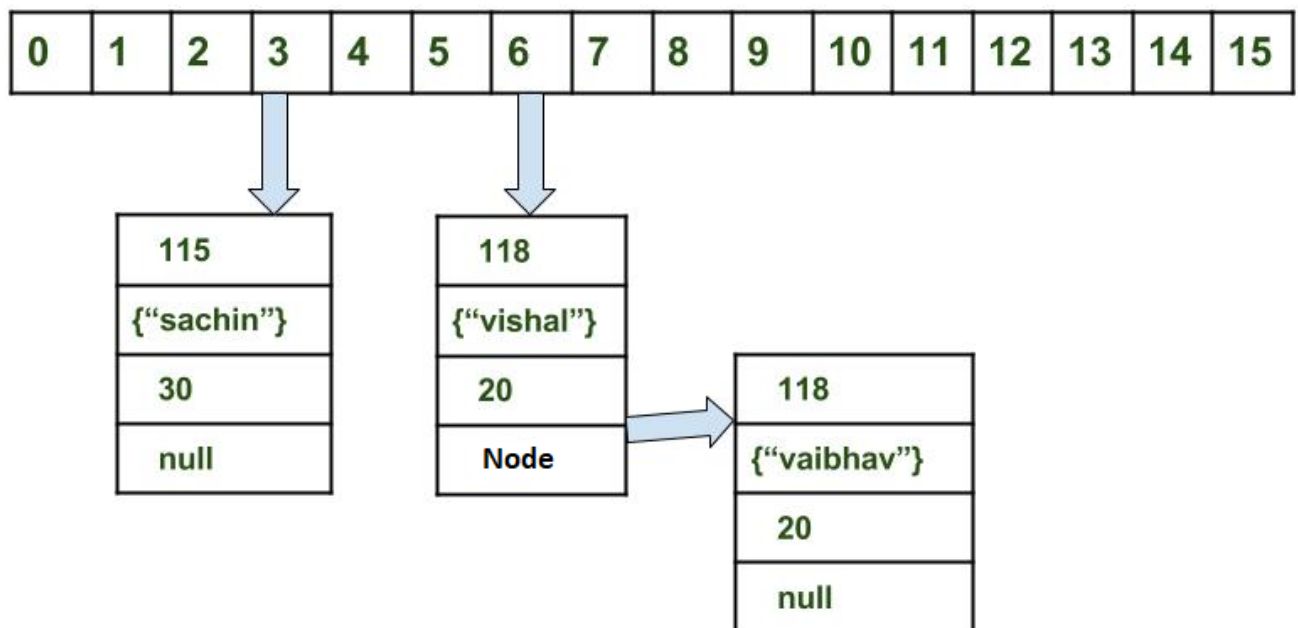 0 1 2 3 4 5 6 7 8 9 10 11 12 13 14 15
115
{“sachin”}
30
null
118
{“vishal”}
20
Node
118
{“vaibhav”}
20
null